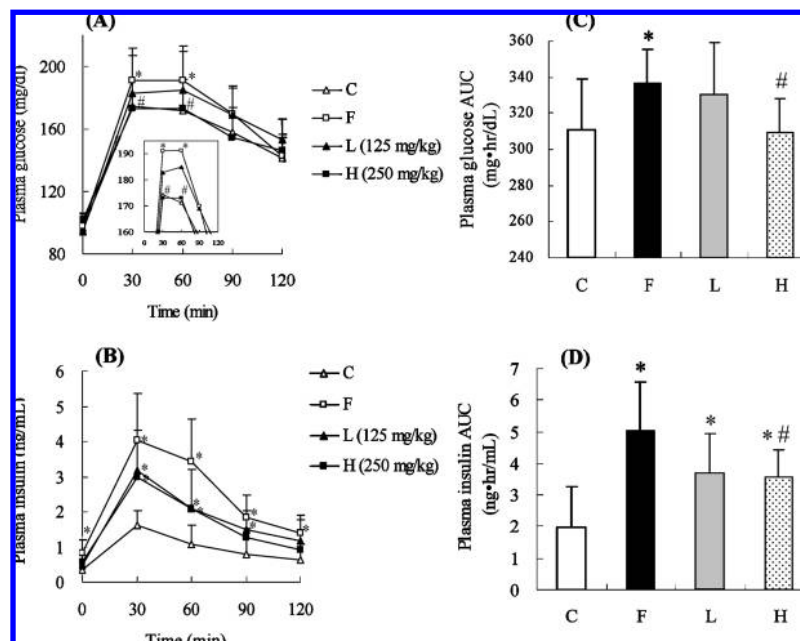 (A)
Plasma glucose (mg/dl)
200
160
120
80
0 30 60 90 120
Time (min)
* *
# #
190
180
170
160
0 30 60 90 120
* *
# #
C
F
L (125 mg/kg)
H (250 mg/kg)
(C)
Plasma glucose AUC
(mg•hr/dL)
360
340
320
300
280
260
240
*
#
C F L H
(B)
Plasma insulin (ng/mL)
6
5
4
3
2
1
0
0 30 60 90 120
Time (min)
* * * * * * * * *
C
F
L (125 mg/kg)
H (250 mg/kg)
(D)
Plasma insulin AUC
(ng•hr/mL)
7
6
5
4
3
2
1
0
*
*
* #
C F L H